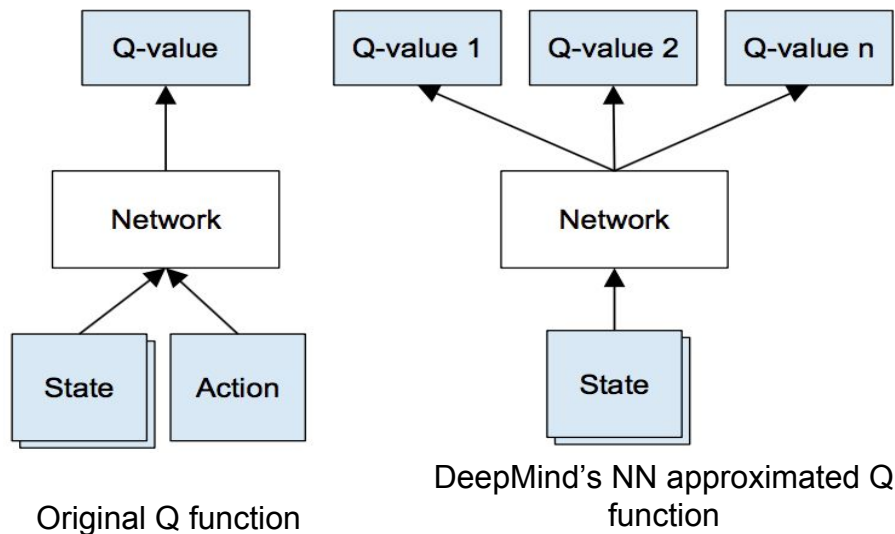 Q-value
Q-value 1
Q-value 2
Q-value n
Network
Network
State
Action
State
Original Q function
DeepMind’s NN approximated Q
function